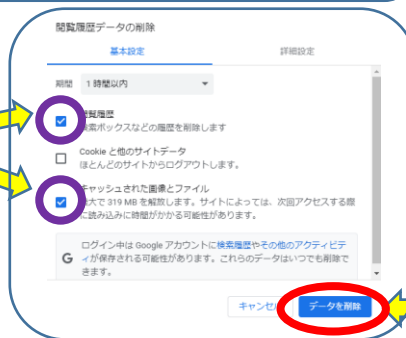 閲覧履歴データの削除
基本設定 詳細設定
期間 1 時間以内
閲覧履歴
検索ボックスなどの履歴を削除します
Cookie と他のサイトデータ
ほとんどのサイトからログアウトします。
キャッシュされた画像とファイル
最大で 319 MB を解放します。サイトによっては、次回アクセスする際
に読み込みに時間がかかる可能性があります。
ログイン中は Google アカウントに検索履歴やその他のアクティビテ
ィが保存される可能性があります。これらのデータはいつでも削除で
きます。
キャンセル データを削除